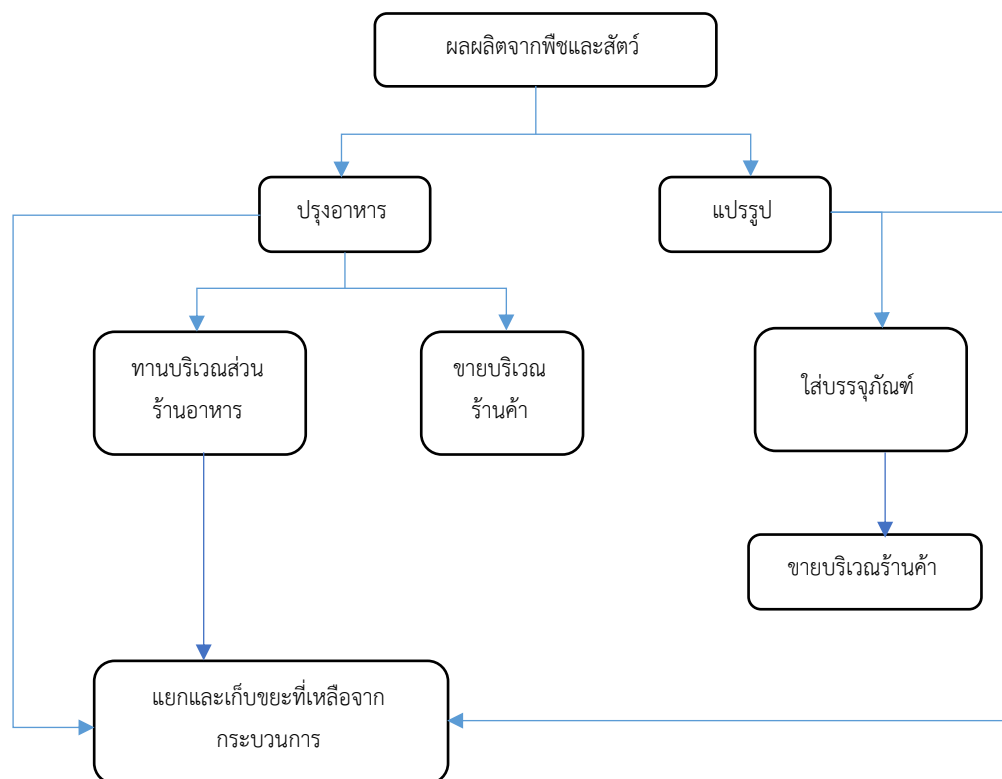 ผลผลิตจากพืชและสัตว์
ปรุงอาหาร
แปรรูป
ทานบริเวณส่วน
ร้านอาหาร
ขายบริเวณ
ร้านค้า
ใส่บรรจุภัณฑ์
ขายบริเวณร้านค้า
แยกและเก็บขยะที่เหลือจาก
กระบวนการ